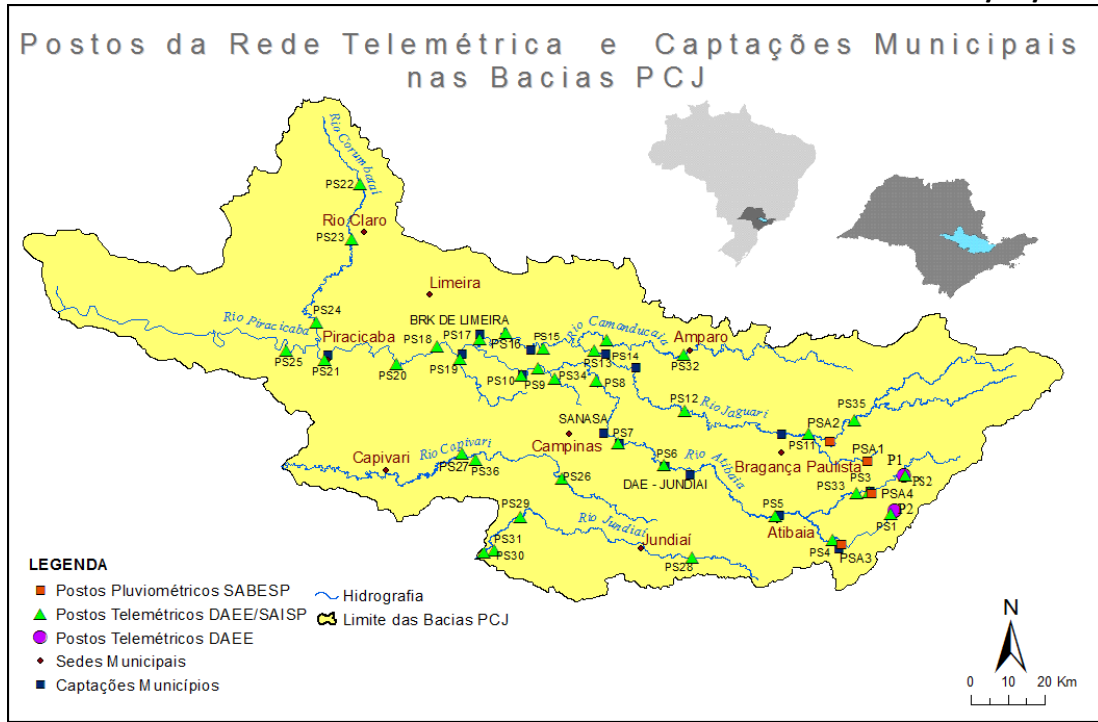 Postos da Rede Telemétrica e Captações Municipais
nas Bacias PCJ
Rio Corumbataí
PS22
Rio Claro
PS23
Limeira
PS24
BRK DE LIMEIRA
Rio Piracicaba
Piracicaba
PS17
PS18
PS16
PS15
Rio Camanducaia
Amparo
PS25
PS21
PS20
PS19
PS10
PS9
PS34
PS13
PS14
PS8
PS32
PS12
Rio Jaguari
PS35
SANASA
PS7
PSA2
PS11
PSA1
Capivari
Rio Capivari
Campinas
PS27
PS36
PS6
Rio Atibaia
Bragança Paulista
P1
PS26
DAE - JUNDIAI
PS33
PS3
PS2
PSA4
P2
PS29
Rio Jundiaí
PS5
Atibaia
PS1
PS31
PS30
Jundiaí
PS28
PS4
PSA3
LEGENDA
Postos Pluviométricos SABESP
Postos Telemétricos DAEE/SAISP
Postos Telemétricos DAEE
Sedes Municipais
Captações Municípios
Hidrografia
Limite das Bacias PCJ
N
0 10 20 Km